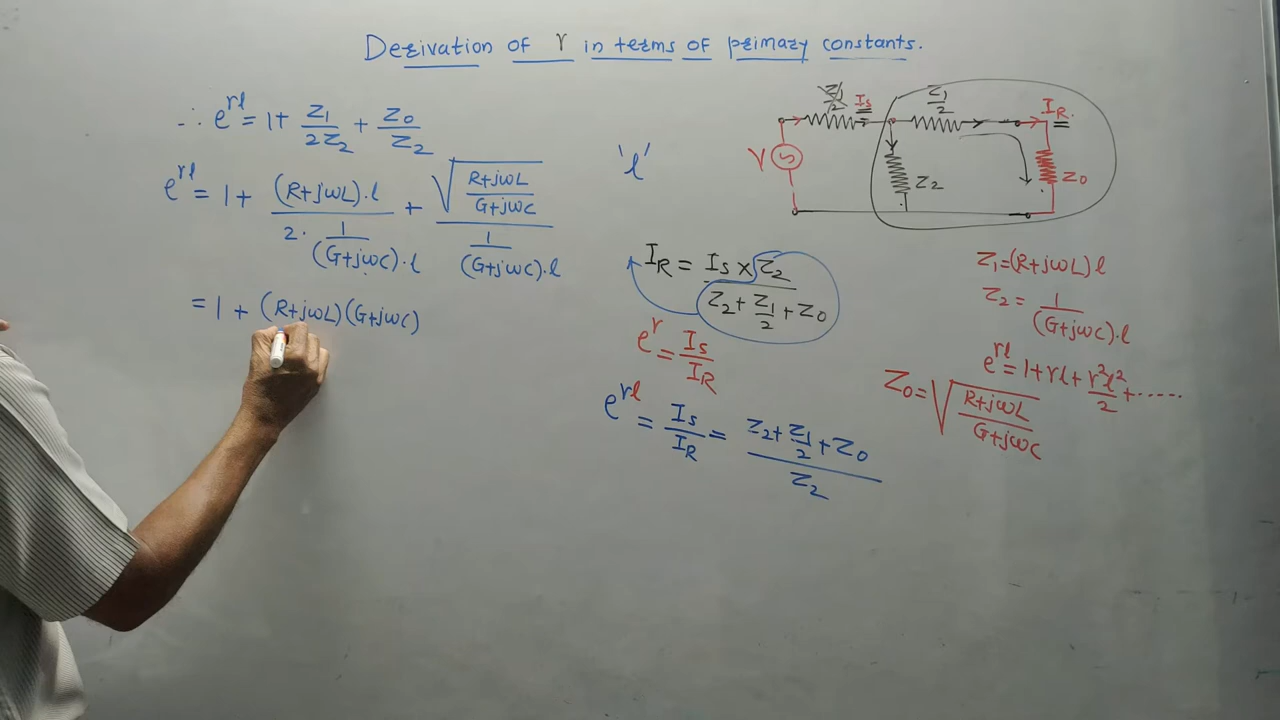 Derivation of γ in terms of primary constants.
∴ e^γl = 1 + Z1/2Z2 + Z0/Z2
e^γl = 1 + (R+jωL).l / 2. 1/(G+jωC).l + √(R+jωL/G+jωC) / 1/(G+jωC).l
= 1 + (R+jωL)(G+jωC)
'l'
Z1/2
Is
Z1/2
IR
V
Z2
Z0
IR = Is × Z2 / Z2 + Z1/2 + Z0
e^γ = Is/IR
e^γl = Is/IR = Z2 + Z1/2 + Z0 / Z2
Z1 = (R+jωL) l
Z2 = 1/(G+jωC).l
e^γl = 1 + γl + γ²l²/2 + ......
Z0 = √(R+jωL/G+jωC)